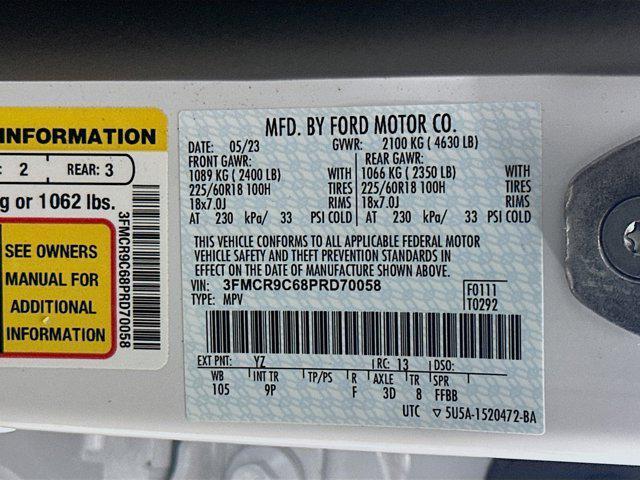 INFORMATION
: 2 REAR: 3
g or 1062 lbs.
SEE OWNERS
MANUAL FOR
ADDITIONAL
INFORMATION
3FMCR9C68PRD70058
MFD. BY FORD MOTOR CO.
DATE: 05/23 GVWR: 2100 KG ( 4630 LB)
FRONT GAWR: REAR GAWR:
1089 KG ( 2400 LB) WITH 1066 KG ( 2350 LB) WITH
225/60R18 100H TIRES 225/60R18 100H TIRES
18x7.0J RIMS 18x7.0J RIMS
AT 230 kPa/ 33 PSI COLD AT 230 kPa/ 33 PSI COLD
THIS VEHICLE CONFORMS TO ALL APPLICABLE FEDERAL MOTOR
VEHICLE SAFETY AND THEFT PREVENTION STANDARDS IN
EFFECT ON THE DATE OF MANUFACTURE SHOWN ABOVE.
VIN: 3FMCR9C68PRD70058 F0111
TYPE: MPV T0292
EXT PNT: YZ RC: 13 DSO:
WB INT TR TP/PS R AXLE TR SPR
105 9P F 3D 8 FFBB
UTC ▽ 5U5A-1520472-BA